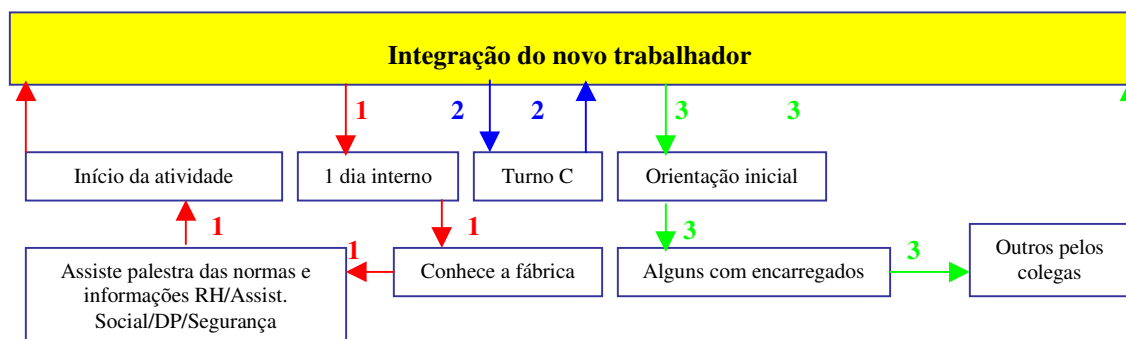 Integração do novo trabalhador
1
2
2
3
3
Início da atividade
1 dia interno
Turno C
Orientação inicial
1
1
3
Assiste palestra das normas e
informações RH/Assist.
Social/DP/Segurança
1
Conhece a fábrica
Alguns com encarregados
3
Outros pelos
colegas